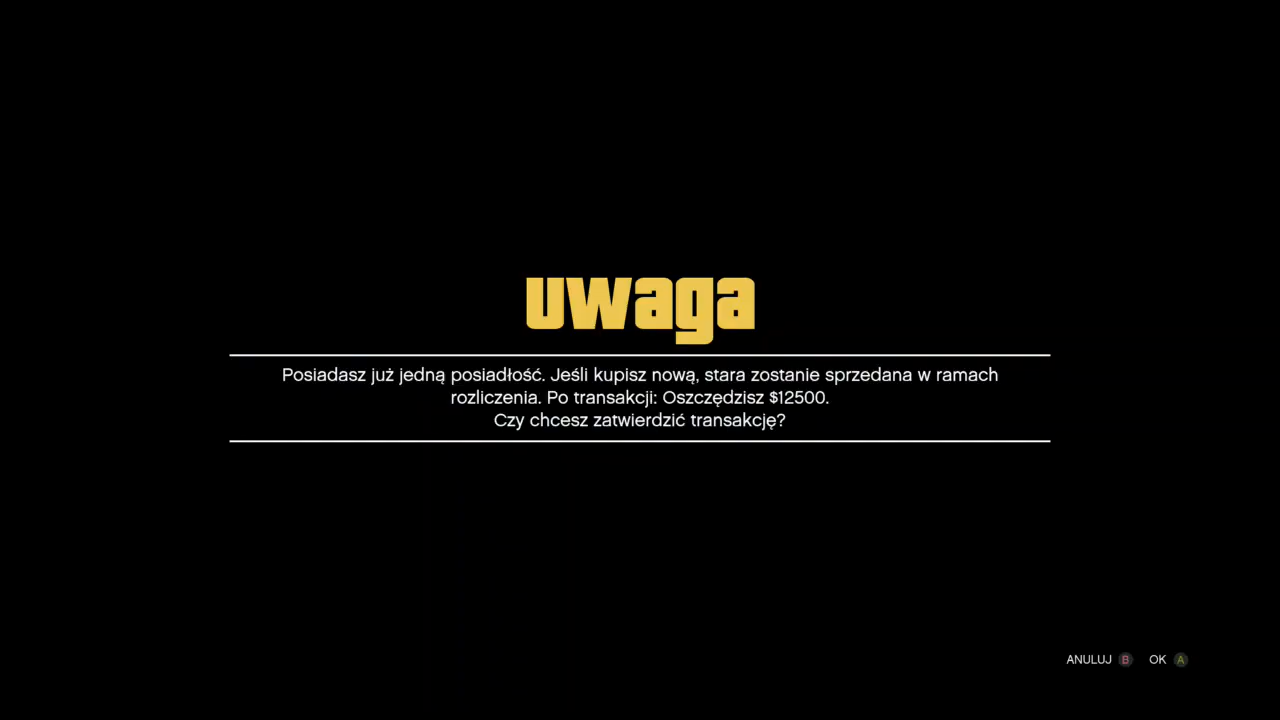 uwaga
Posiadasz już jedną posiadłość. Jeśli kupisz nową, stara zostanie sprzedana w ramach
rozliczenia. Po transakcji: Oszczędzisz $12500.
Czy chcesz zatwierdzić transakcję?
ANULUJ B OK A